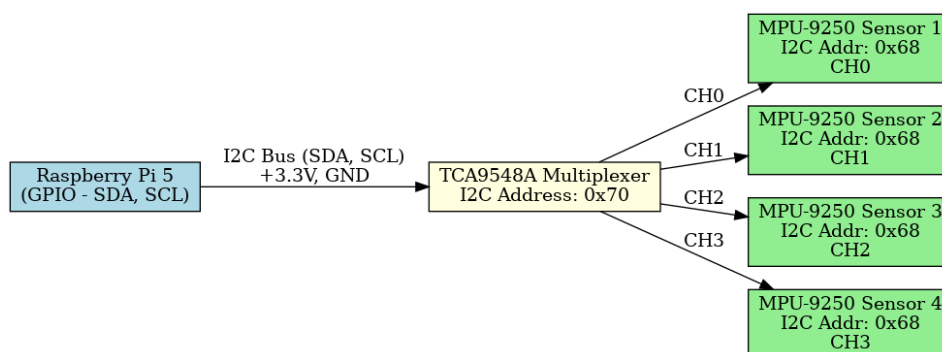 Raspberry Pi 5
(GPIO - SDA, SCL)
I2C Bus (SDA, SCL)
+3.3V, GND
TCA9548A Multiplexer
I2C Address: 0x70
CH0
CH1
CH2
CH3
MPU-9250 Sensor 1
I2C Addr: 0x68
CH0
MPU-9250 Sensor 2
I2C Addr: 0x68
CH1
MPU-9250 Sensor 3
I2C Addr: 0x68
CH2
MPU-9250 Sensor 4
I2C Addr: 0x68
CH3